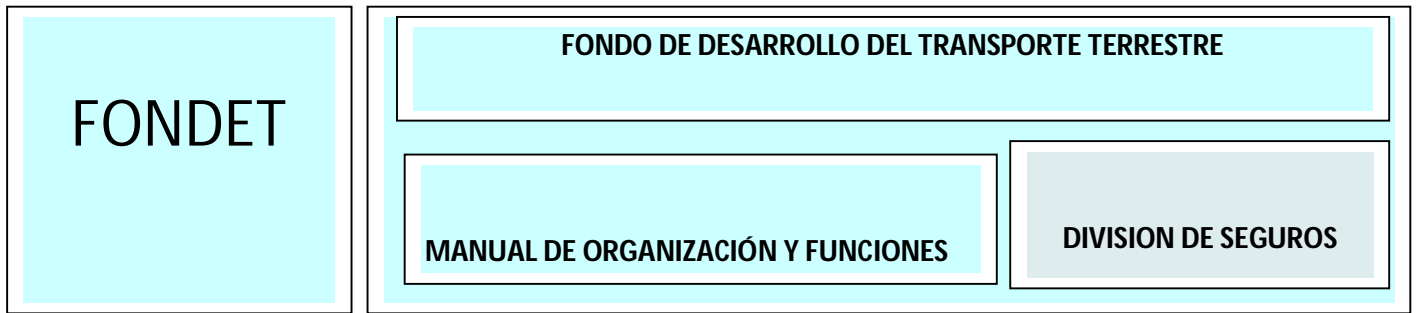 FONDET
FONDO DE DESARROLLO DEL TRANSPORTE TERRESTRE
MANUAL DE ORGANIZACIÓN Y FUNCIONES
DIVISION DE SEGUROS